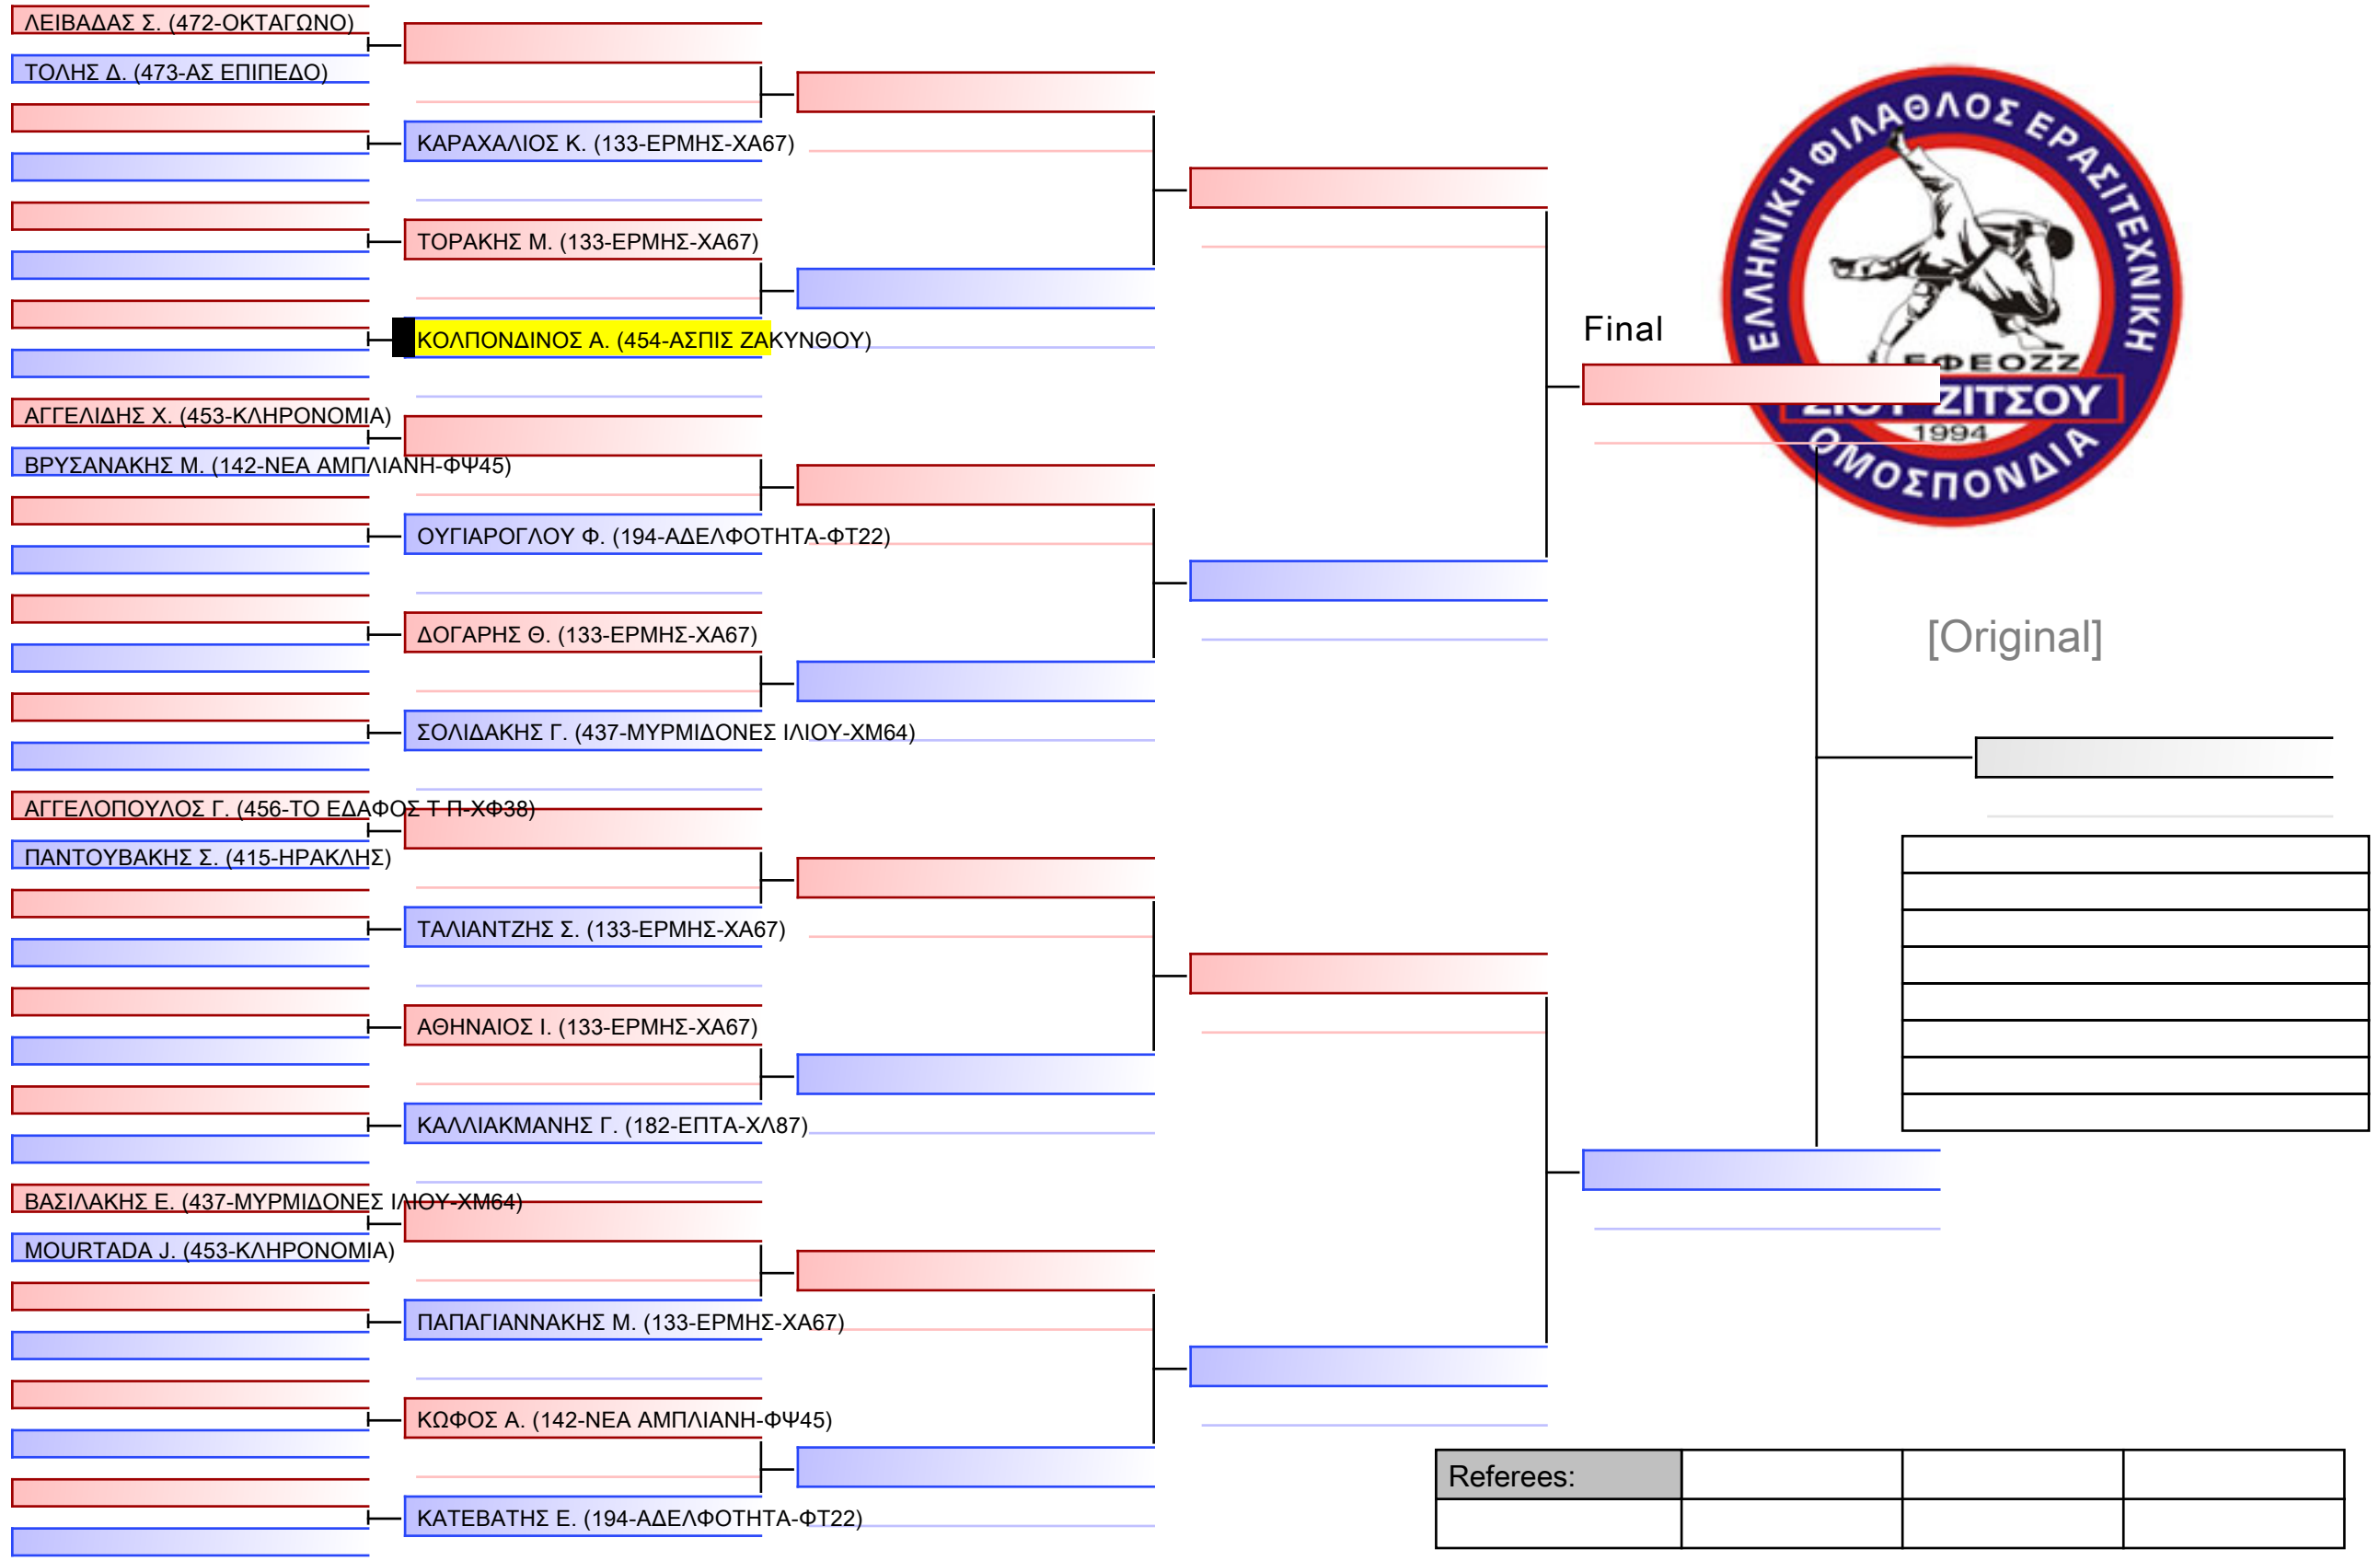 ΛΕΙΒΑΔΑΣ Σ. (472-ΟΚΤΑΓΩΝΟ)
ΤΟΛΗΣ Δ. (473-ΑΣ ΕΠΙΠΕΔΟ)
ΚΑΡΑΧΑΛΙΟΣ Κ. (133-ΕΡΜΗΣ-ΧΑ67)
ΤΟΡΑΚΗΣ Μ. (133-ΕΡΜΗΣ-ΧΑ67)
ΚΟΛΠΟΝΔΙΝΟΣ Α. (454-ΑΣΠΙΣ ΖΑΚΥΝΘΟΥ)
ΑΓΓΕΛΙΔΗΣ Χ. (453-ΚΛΗΡΟΝΟΜΙΑ)
ΒΡΥΣΑΝΑΚΗΣ Μ. (142-ΝΕΑ ΑΜΠΛΙΑΝΗ-ΦΨ45)
ΟΥΓΙΑΡΟΓΛΟΥ Φ. (194-ΑΔΕΛΦΟΤΗΤΑ-ΦΤ22)
ΔΟΓΑΡΗΣ Θ. (133-ΕΡΜΗΣ-ΧΑ67)
ΣΟΛΙΔΑΚΗΣ Γ. (437-ΜΥΡΜΙΔΟΝΕΣ ΙΛΙΟΥ-ΧΜ64)
ΑΓΓΕΛΟΠΟΥΛΟΣ Γ. (456-ΤΟ ΕΔΑΦΟΣ Τ Π-ΧΦ38)
ΠΑΝΤΟΥΒΑΚΗΣ Σ. (415-ΗΡΑΚΛΗΣ)
ΤΑΛΙΑΝΤΖΗΣ Σ. (133-ΕΡΜΗΣ-ΧΑ67)
ΑΘΗΝΑΙΟΣ Ι. (133-ΕΡΜΗΣ-ΧΑ67)
ΚΑΛΛΙΑΚΜΑΝΗΣ Γ. (182-ΕΠΤΑ-ΧΛ87)
ΒΑΣΙΛΑΚΗΣ Ε. (437-ΜΥΡΜΙΔΟΝΕΣ ΙΛΙΟΥ-ΧΜ64)
MOURTADA J. (453-ΚΛΗΡΟΝΟΜΙΑ)
ΠΑΠΑΓΙΑΝΝΑΚΗΣ Μ. (133-ΕΡΜΗΣ-ΧΑ67)
ΚΩΦΟΣ Α. (142-ΝΕΑ ΑΜΠΛΙΑΝΗ-ΦΨ45)
ΚΑΤΕΒΑΤΗΣ Ε. (194-ΑΔΕΛΦΟΤΗΤΑ-ΦΤ22)
Final
ΕΛΛΗΝΙΚΗ ΦΙΛΑΘΛΟΣ ΕΡΑΣΙΤΕΧΝΙΚΗ
ΕΦΕΟΖΖ
ΖΙΟΥ ΖΙΤΣΟΥ
1994
ΟΜΟΣΠΟΝΔΙΑ
[Original]
Referees: